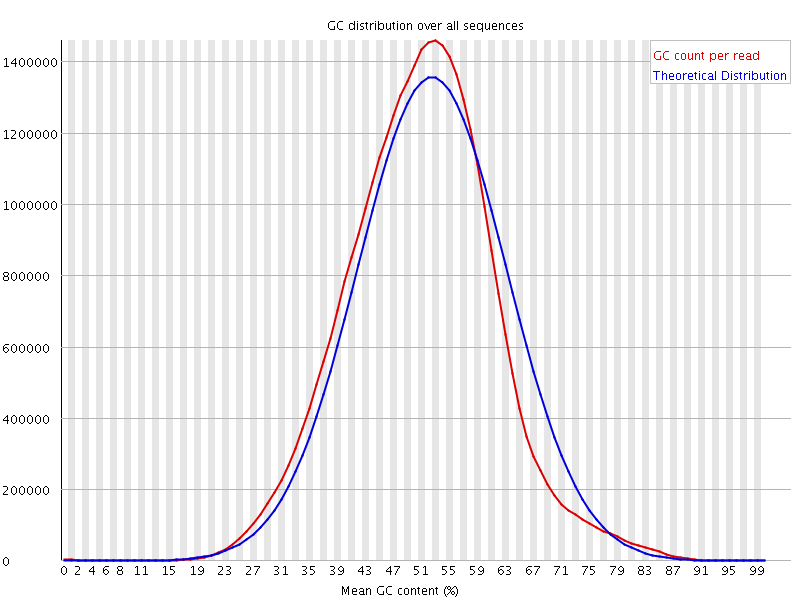 GC distribution over all sequences
GC count per read
Theoretical Distribution
1400000
1200000
1000000
800000
600000
400000
200000
0
0 2 4 6 8 11 15 19 23 27 31 35 39 43 47 51 55 59 63 67 71 75 79 83 87 91 95 99
Mean GC content (%)